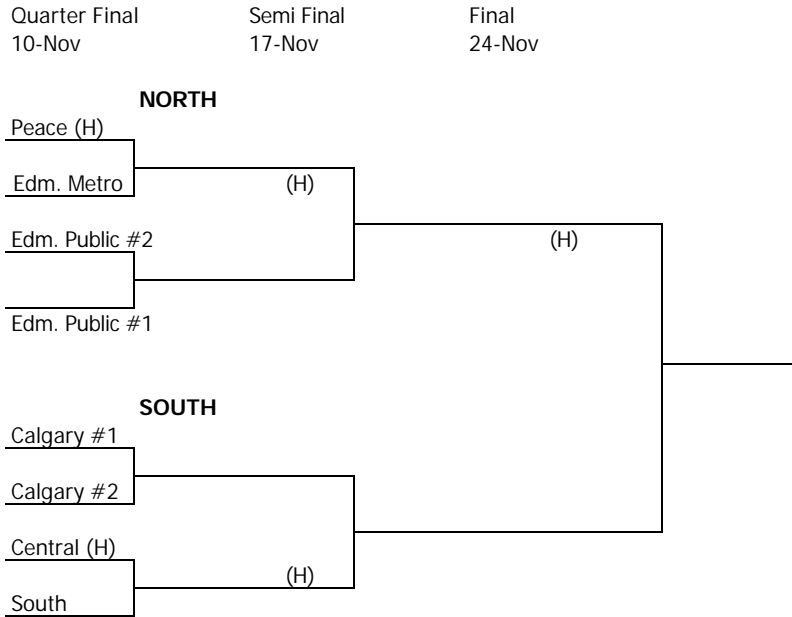 Quarter Final Semi Final Final
10-Nov 17-Nov 24-Nov
NORTH
Peace (H)
Edm. Metro (H)
Edm. Public #2 (H)
Edm. Public #1
SOUTH
Calgary #1
Calgary #2
Central (H)
(H)
South